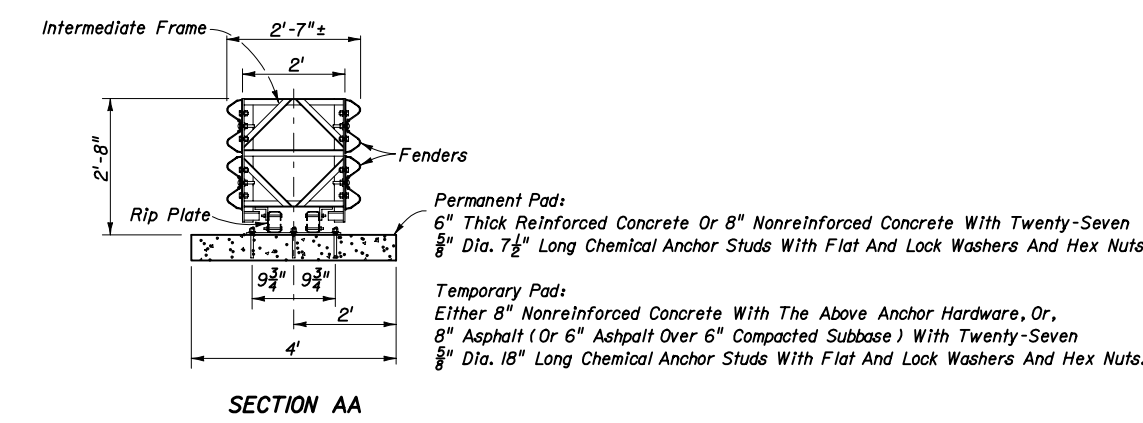 Intermediate Frame
2'-7"±
2'
2'-8"
Fenders
Rip Plate
Permanent Pad:
6" Thick Reinforced Concrete Or 8" Nonreinforced Concrete With Twenty-Seven
5/8" Dia. 7 1/2" Long Chemical Anchor Studs With Flat And Lock Washers And Hex Nuts
9 3/4" 9 3/4"
2'
4'
Temporary Pad:
Either 8" Nonreinforced Concrete With The Above Anchor Hardware, Or,
8" Asphalt (Or 6" Ashpalt Over 6" Compacted Subbase) With Twenty-Seven
5/8" Dia. 18" Long Chemical Anchor Studs With Flat And Lock Washers And Hex Nuts.
SECTION AA